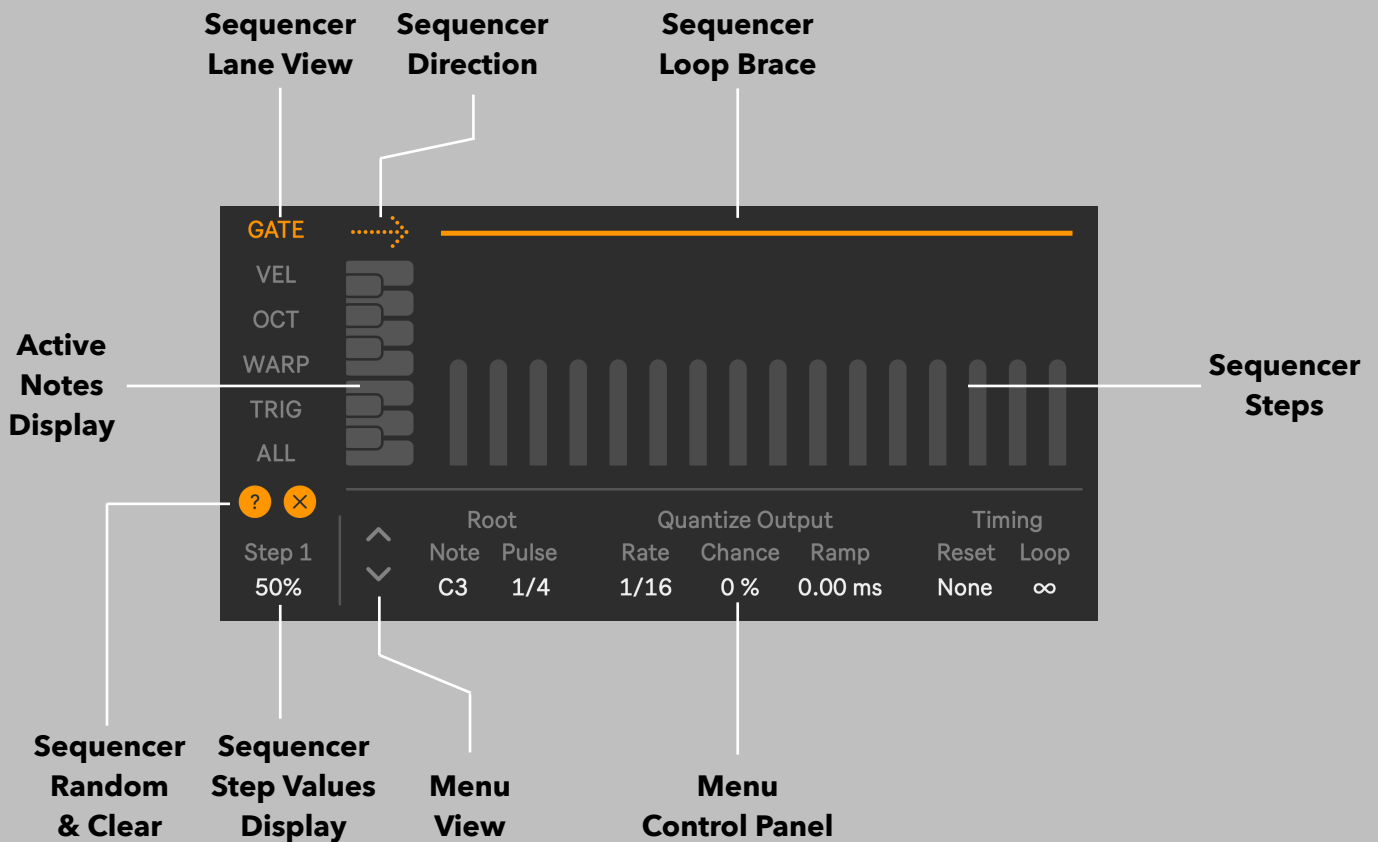 Sequencer
Lane View
Sequencer
Direction
Sequencer
Loop Brace
GATE
VEL
OCT
WARP
TRIG
ALL
Active
Notes
Display
Sequencer
Steps
? ×
Step 1
50%
Root
Note Pulse
C3 1/4
Quantize Output
Rate Chance Ramp
1/16 0 % 0.00 ms
Timing
Reset Loop
None ∞
Sequencer
Random
& Clear
Sequencer
Step Values
Display
Menu
View
Menu
Control Panel